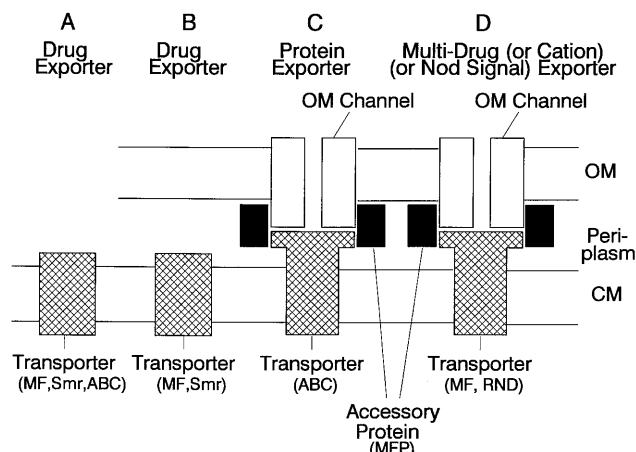 A B C D
Drug Exporter
Drug Exporter
Protein Exporter
Multi-Drug (or Cation) (or Nod Signal) Exporter
OM Channel
OM Channel
OM
Peri-
plasm
CM
Transporter
(MF,Smr,ABC)
Transporter
(MF,Smr)
Transporter
(ABC)
Transporter
(MF, RND)
Accessory
Protein
(MFP)